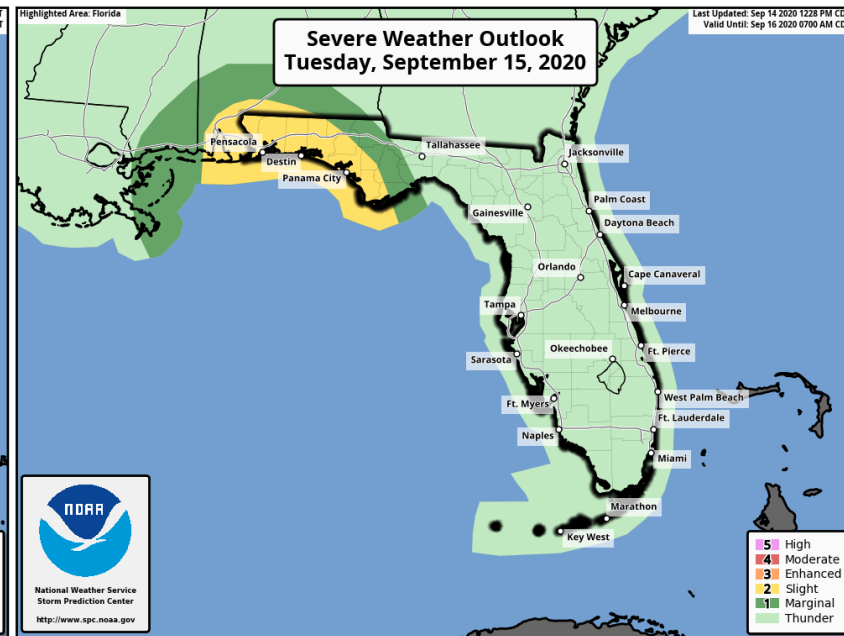 Highlighted Area: Florida
Last Updated: Sep 14 2020 1228 PM CD
Valid Until: Sep 16 2020 0700 AM CD
Severe Weather Outlook
Tuesday, September 15, 2020
Pensacola
Destin
Panama City
Tallahassee
Jacksonville
Palm Coast
Gainesville
Daytona Beach
Orlando
Cape Canaveral
Tampa
Melbourne
Okeechobee
Ft. Pierce
Sarasota
West Palm Beach
Ft. Myers
Ft. Lauderdale
Naples
Miami
Marathon
Key West
NOAA
National Weather Service
Storm Prediction Center
http://www.spc.noaa.gov
5 High
4 Moderate
3 Enhanced
2 Slight
1 Marginal
Thunder